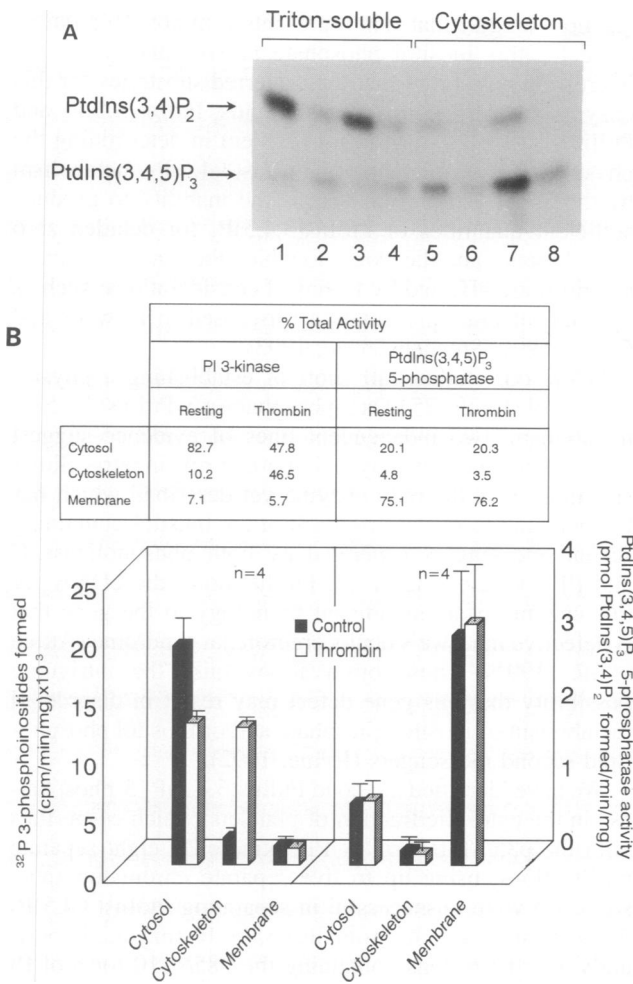 A
Triton-soluble Cytoskeleton
PtdIns(3,4)P2 →
PtdIns(3,4,5)P3 →
1 2 3 4 5 6 7 8
B
% Total Activity
PI 3-kinase PtdIns(3,4,5)P3 5-phosphatase
Resting Thrombin Resting Thrombin
Cytosol 82.7 47.8 20.1 20.3
Cytoskeleton 10.2 46.5 4.8 3.5
Membrane 7.1 5.7 75.1 76.2
32P 3-phosphoinositides formed
(cpm/min/mg)x10 3
25
20
15
10
5
0
n=4
n=4
Control
Thrombin
4
3
2
1
0
PtdIns(3,4,5)P3 5-phosphatase activity
(pmol PtdIns(3,4)P2 formed/min/mg)
Cytosol
Cytoskeleton
Membrane
Cytosol
Cytoskeleton
Membrane